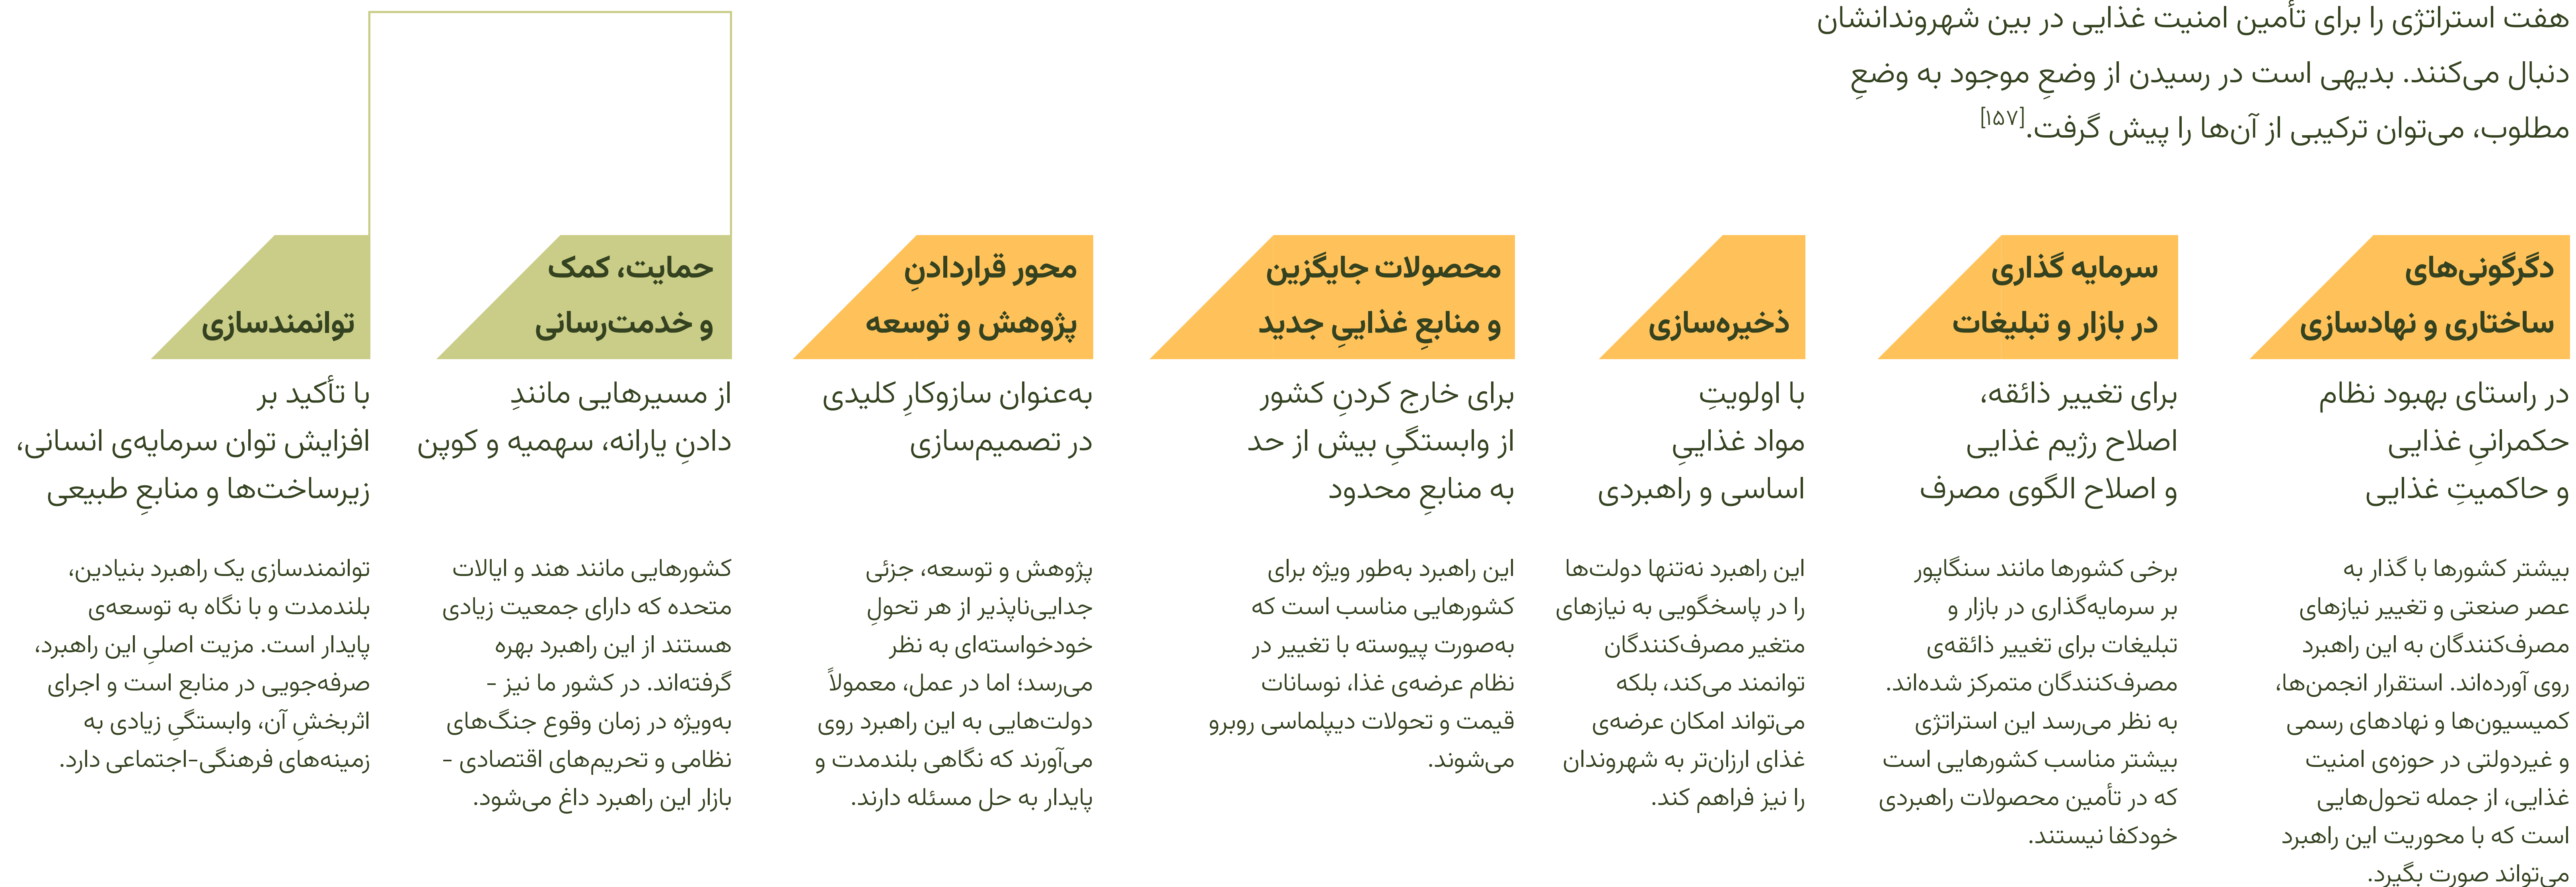 هفت استراتژی را برای تأمین امنیت غذایی در بین شهروندانشان
دنبال می‌کنند. بدیهی است در رسیدن از وضعِ موجود به وضعِ
مطلوب، می‌توان ترکیبی از آن‌ها را پیش گرفت.[۱۵۷]
دگرگونی‌های
ساختاری و نهادسازی
در راستای بهبود نظام
حکمرانیِ غذایی
و حاکمیتِ غذایی
بیشتر کشورها با گذار به
عصر صنعتی و تغییر نیازهای
مصرف‌کنندگان به این راهبرد
روی آورده‌اند. استقرار انجمن‌ها،
کمیسیون‌ها و نهادهای رسمی
و غیردولتی در حوزه‌ی امنیت
غذایی، از جمله تحول‌هایی
است که با محوریت این راهبرد
می‌تواند صورت بگیرد.
سرمایه گذاری
در بازار و تبلیغات
برای تغییر ذائقه،
اصلاح رژیم غذایی
و اصلاح الگوی مصرف
برخی کشورها مانند سنگاپور
بر سرمایه‌گذاری در بازار و
تبلیغات برای تغییر ذائقه‌ی
مصرف‌کنندگان متمرکز شده‌اند.
به نظر می‌رسد این استراتژی
بیشتر مناسب کشورهایی است
که در تأمین محصولات راهبردی
خودکفا نیستند.
ذخیره‌سازی
با اولویتِ
مواد غذاییِ
اساسی و راهبردی
این راهبرد نه‌تنها دولت‌ها
را در پاسخگویی به نیازهای
متغیر مصرف‌کنندگان
توانمند می‌کند، بلکه
می‌تواند امکان عرضه‌ی
غذای ارزان‌تر به شهروندان
را نیز فراهم کند.
محصولات جایگزین
و منابعِ غذاییِ جدید
برای خارج کردنِ کشور
از وابستگیِ بیش از حد
به منابعِ محدود
این راهبرد به‌طور ویژه برای
کشورهایی مناسب است که
به‌صورت پیوسته با تغییر در
نظام عرضه‌ی غذا، نوسانات
قیمت و تحولات دیپلماسی روبرو
می‌شوند.
محور قراردادنِ
پژوهش و توسعه
به‌عنوان سازوکارِ کلیدی
در تصمیم‌سازی
پژوهش و توسعه، جزئی
جدایی‌ناپذیر از هر تحولِ
خودخواسته‌ای به نظر
می‌رسد؛ اما در عمل، معمولاً
دولت‌هایی به این راهبرد روی
می‌آورند که نگاهی بلندمدت و
پایدار به حل مسئله دارند.
حمایت، کمک
و خدمت‌رسانی
از مسیرهایی مانندِ
دادنِ یارانه، سهمیه و کوپن
کشورهایی مانند هند و ایالات
متحده که دارای جمعیت زیادی
هستند از این راهبرد بهره
گرفته‌اند. در کشور ما نیز -
به‌ویژه در زمان وقوع جنگ‌های
نظامی و تحریم‌های اقتصادی -
بازار این راهبرد داغ می‌شود.
توانمندسازی
با تأکید بر
افزایش توان سرمایه‌ی انسانی،
زیرساخت‌ها و منابعِ طبیعی
توانمندسازی یک راهبرد بنیادین،
بلندمدت و با نگاه به توسعه‌ی
پایدار است. مزیت اصلیِ این راهبرد،
صرفه‌جویی در منابع است و اجرای
اثربخشِ آن، وابستگیِ زیادی به
زمینه‌های فرهنگی-اجتماعی دارد.